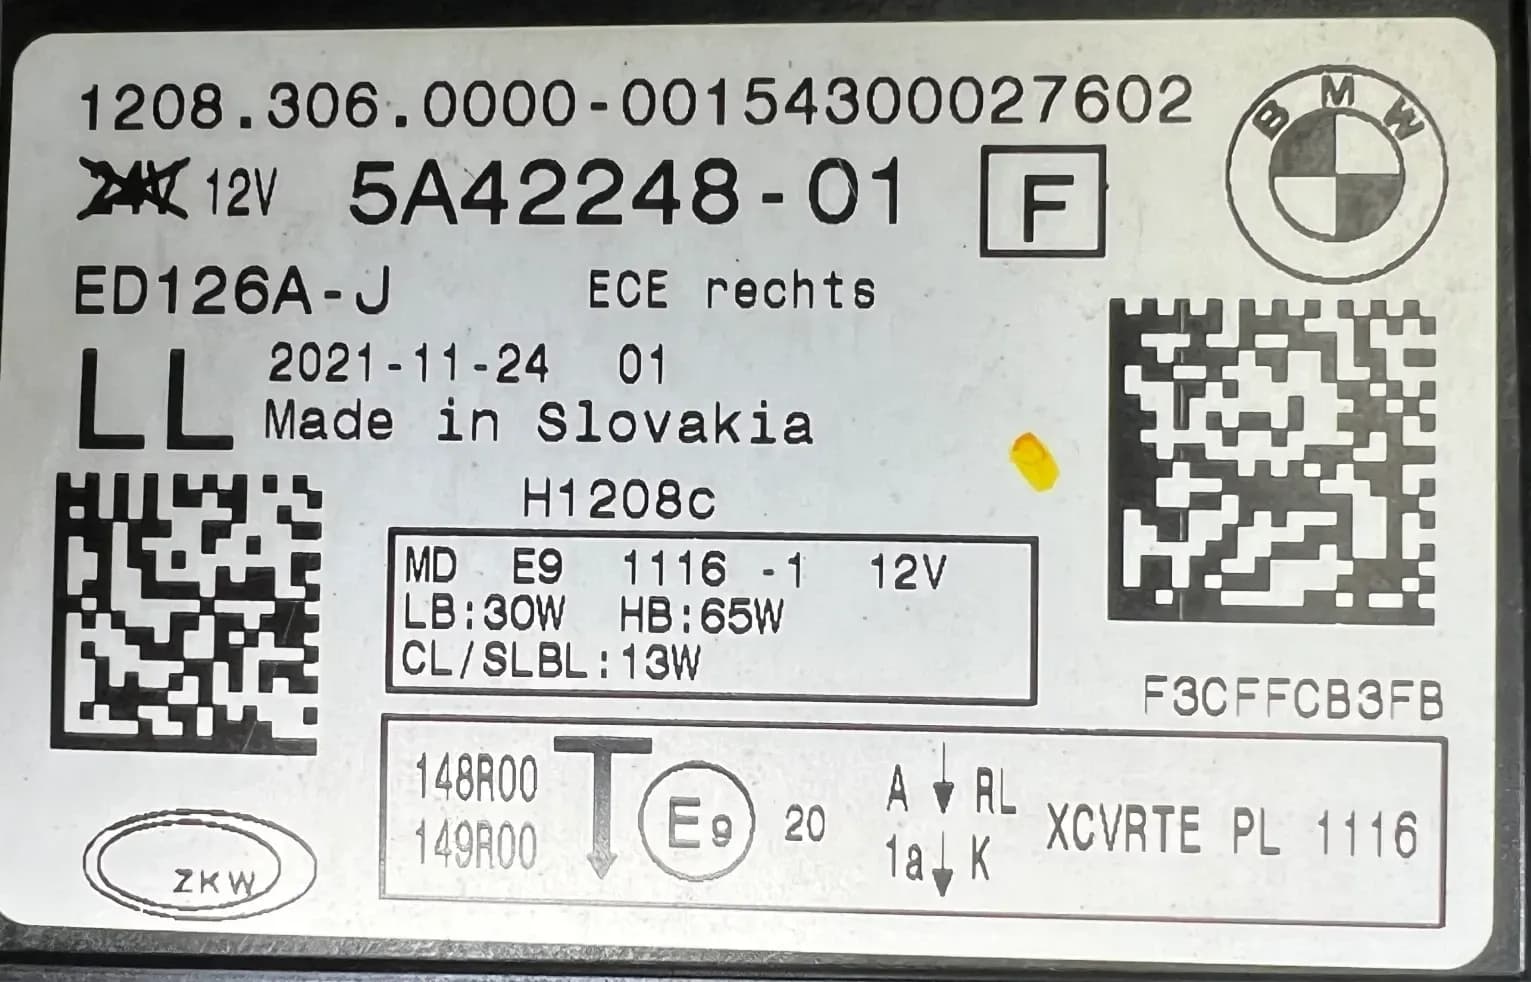 1208.306.0000-00154300027602
BMW
12V 5A42248-01 F
ED126A-J ECE rechts
LL 2021-11-24 01
Made in Slovakia
H1208c
MD E9 1116 -1 12V
LB:30W HB:65W
CL/SLBL:13W
F3CFFCB3FB
148R00
149R00
E9 20
A RL
1a K
XCVRTE PL 1116
ZKW